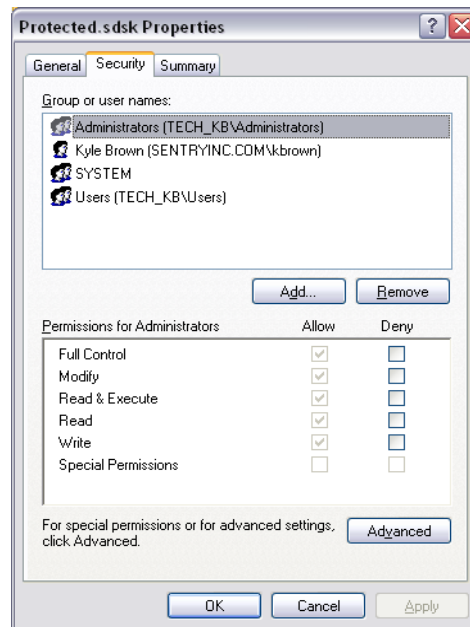 Protected.sdsk Properties
General Security Summary
Group or user names:
Administrators (TECH_KB\Administrators)
Kyle Brown (SENTRYINC.COM\kbrown)
SYSTEM
Users (TECH_KB\Users)
Add... Remove
Permissions for Administrators Allow Deny
Full Control
Modify
Read & Execute
Read
Write
Special Permissions
For special permissions or for advanced settings,
click Advanced.
Advanced
OK Cancel Apply